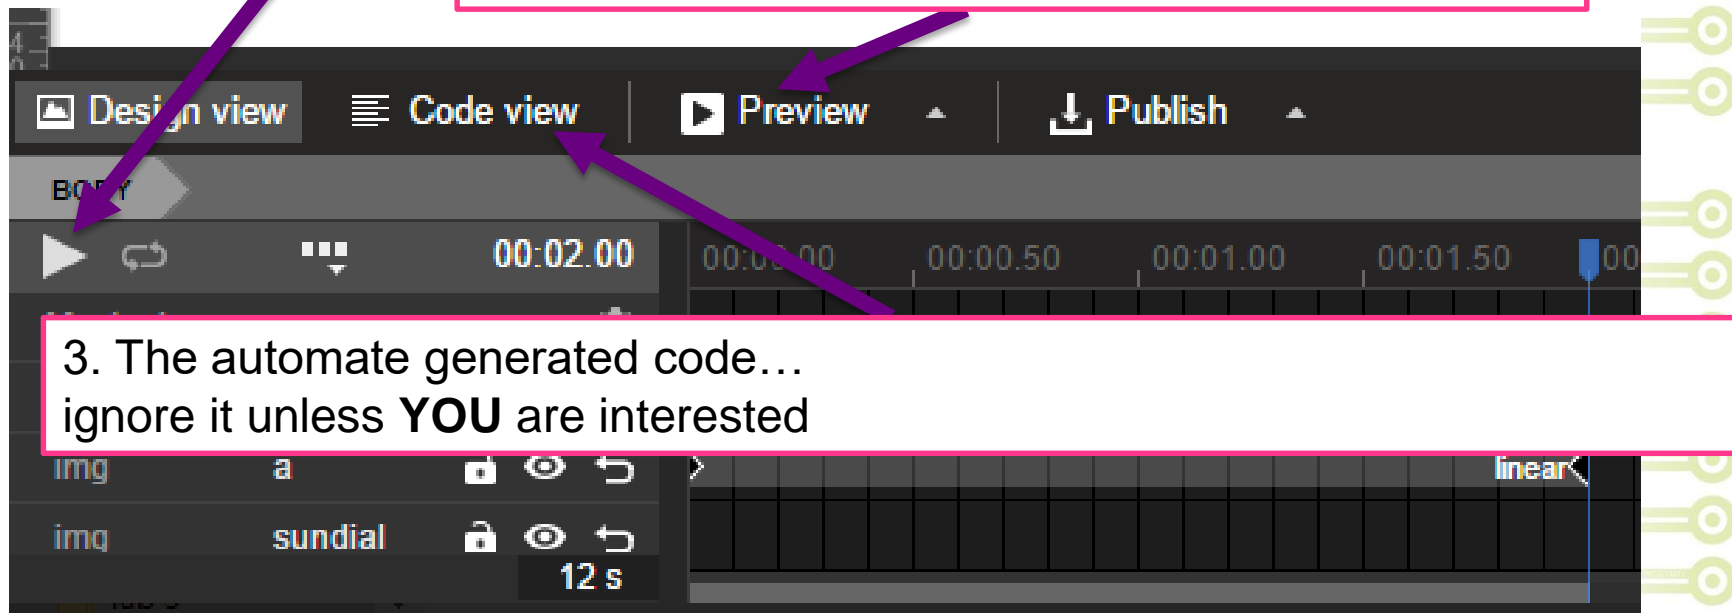 Design view Code view Preview Publish
BODY
00:02.00 00:00.00 00:00.50 00:01.00 00:01.50 00
3. The automate generated code…
ignore it unless YOU are interested
img a linear
img sundial
12 s